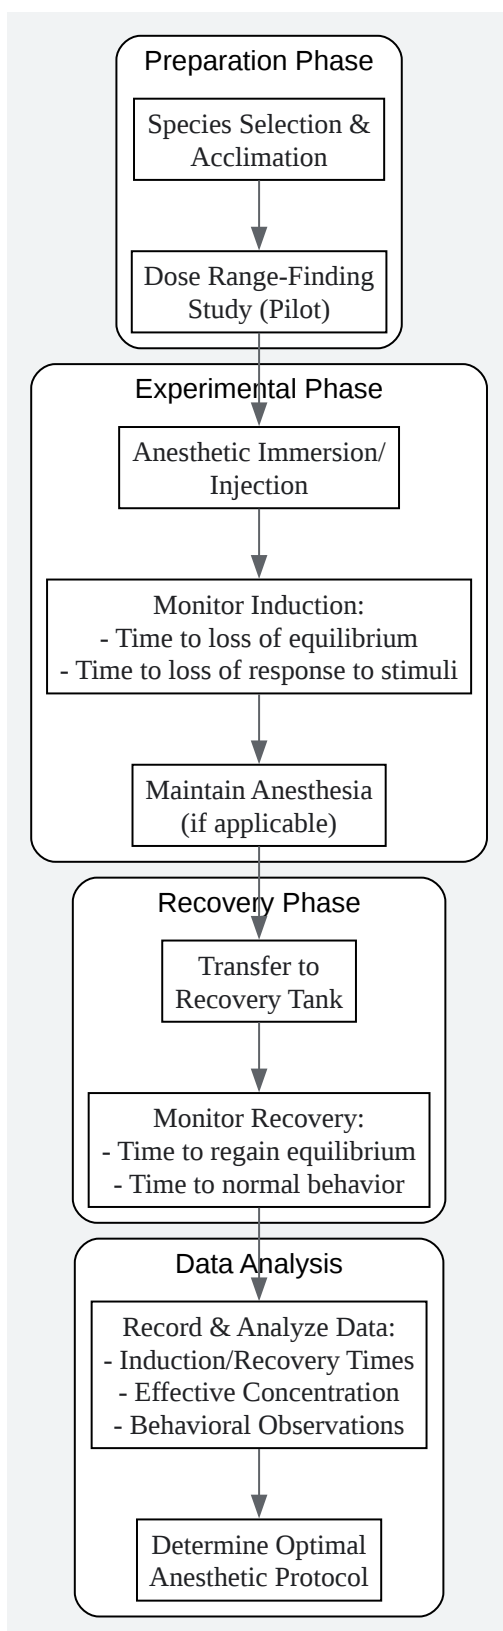 Preparation Phase
Species Selection &
Acclimation
Dose Range-Finding
Study (Pilot)
Experimental Phase
Anesthetic Immersion/
Injection
Monitor Induction:
- Time to loss of equilibrium
- Time to loss of response to stimuli
Maintain Anesthesia
(if applicable)
Recovery Phase
Transfer to
Recovery Tank
Monitor Recovery:
- Time to regain equilibrium
- Time to normal behavior
Data Analysis
Record & Analyze Data:
- Induction/Recovery Times
- Effective Concentration
- Behavioral Observations
Determine Optimal
Anesthetic Protocol